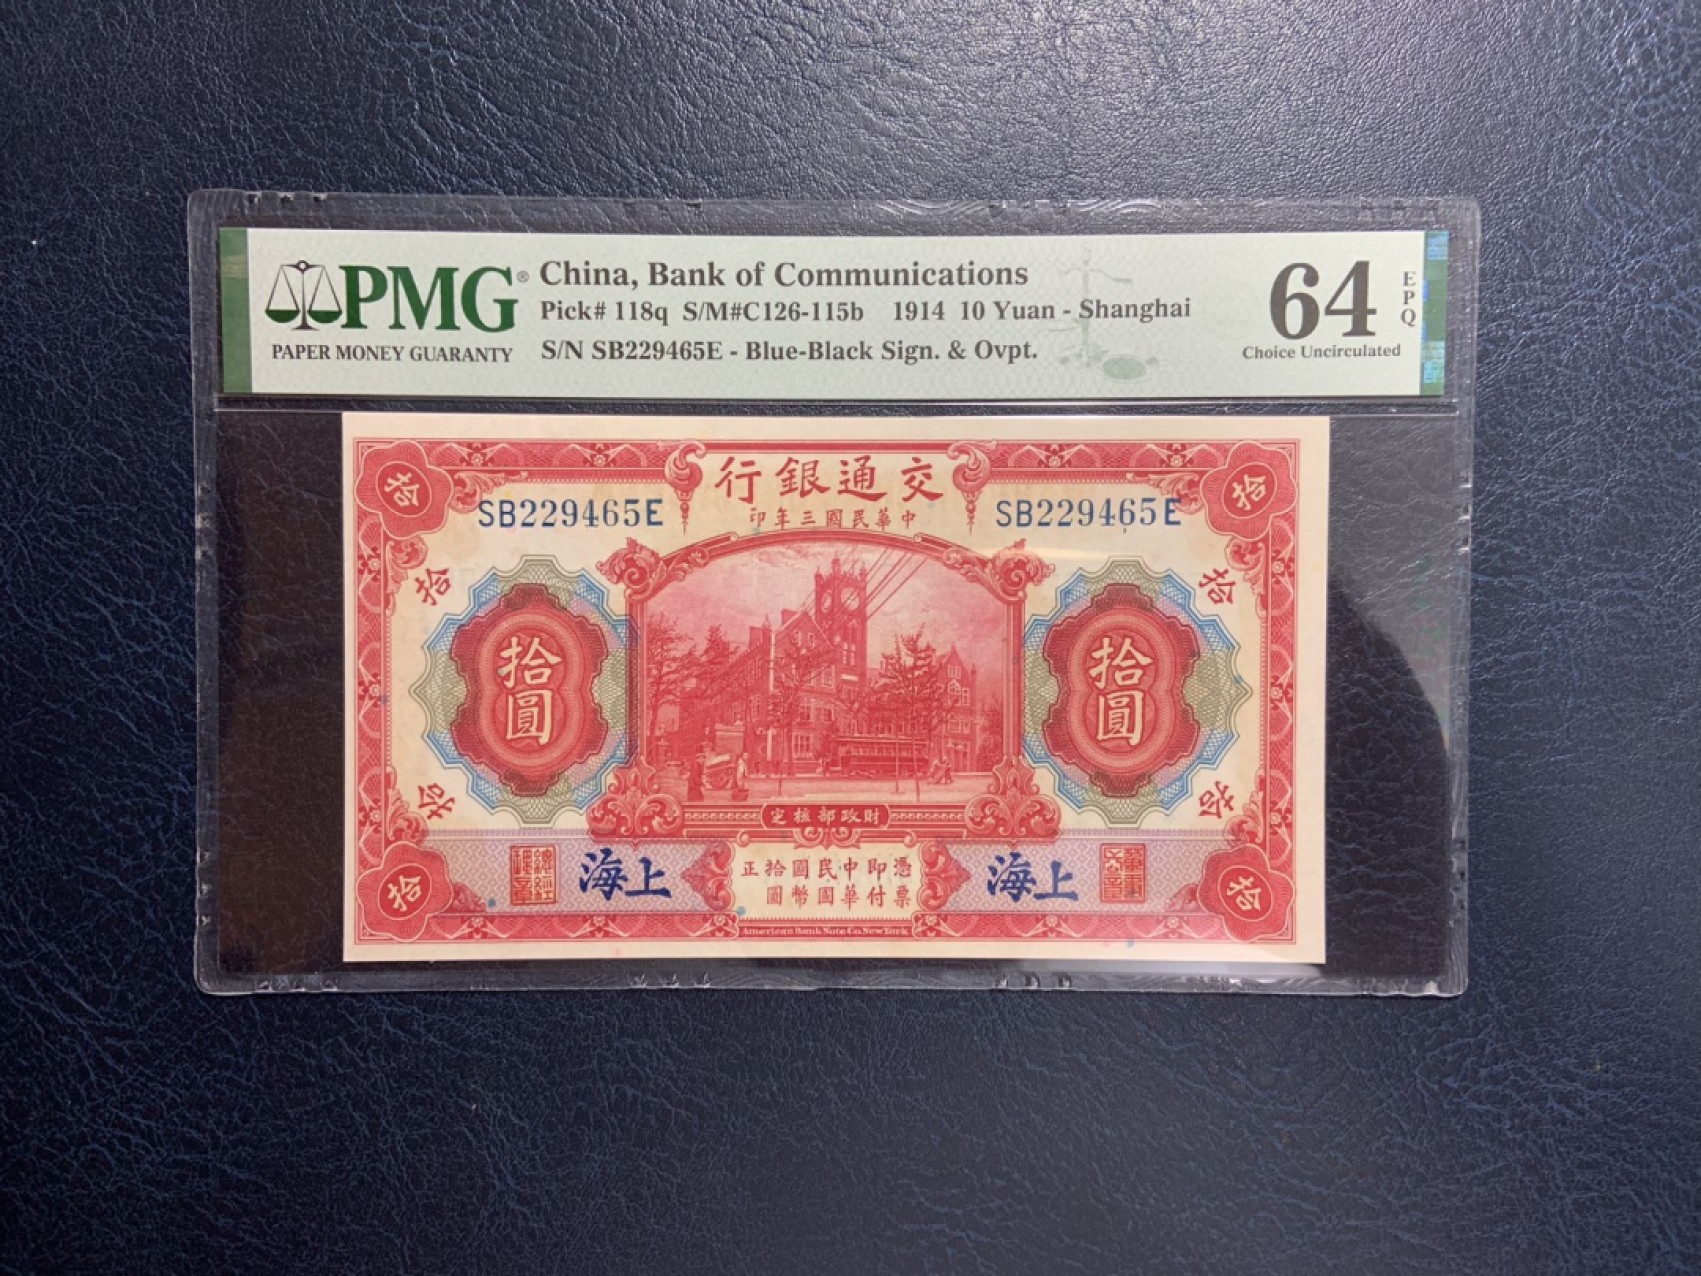 PMG®
PAPER MONEY GUARANTY
China, Bank of Communications
Pick# 118q S/M#C126-115b 1914 10 Yuan - Shanghai
S/N SB229465E - Blue-Black Sign. & Ovpt.
64
EPQ
Choice Uncirculated
行銀通交
印年三國民華中
SB229465E
SB229465E
拾
拾
拾
拾
拾圓
拾圓
拾
拾
定核部政財
海上
海上
正拾國民中即憑
圓幣國華付票
拾
拾
American Bank Note Co. New York